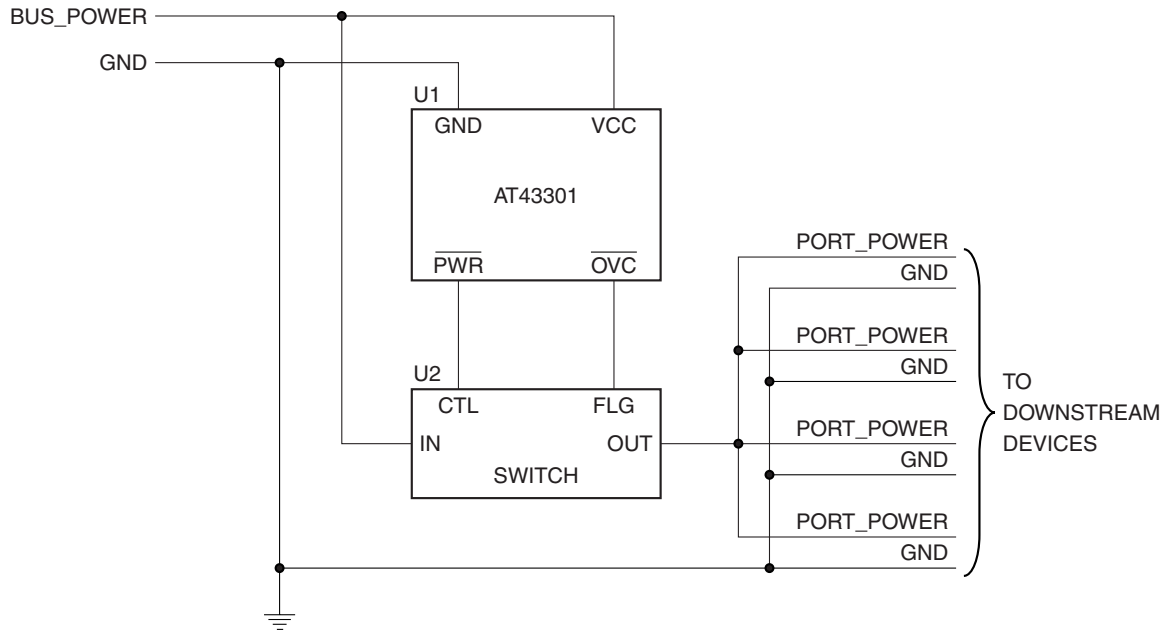 BUS_POWER
GND
U1
GND VCC
AT43301
PWR OVC
U2
CTL FLG
IN OUT
SWITCH
PORT_POWER
GND
PORT_POWER
GND
PORT_POWER
GND
PORT_POWER
GND
TO
DOWNSTREAM
DEVICES